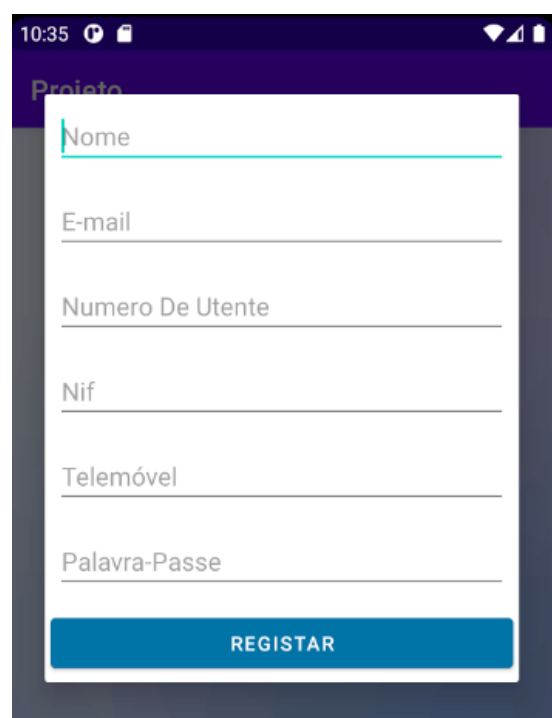 10:35
Projeto
Nome
E-mail
Numero De Utente
Nif
Telemóvel
Palavra-Passe
REGISTAR